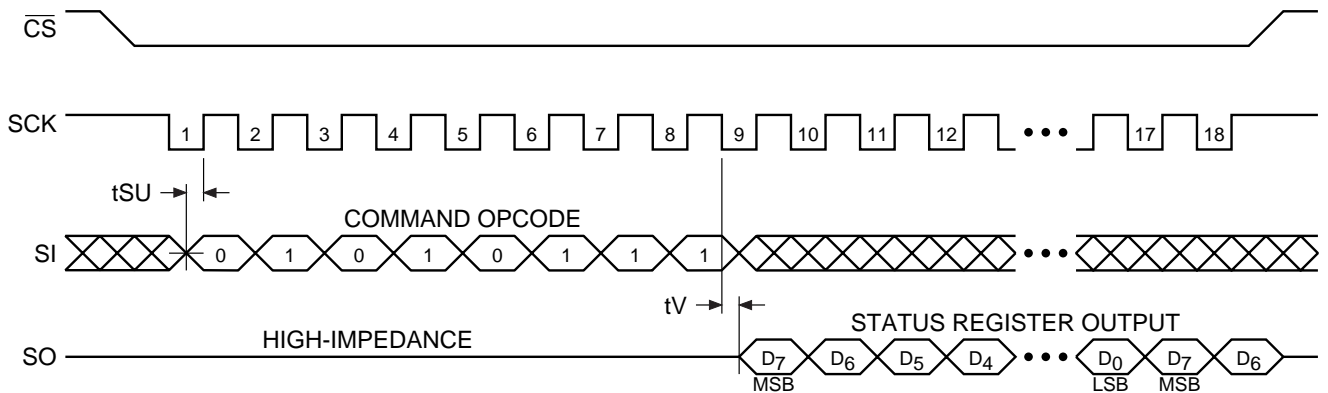 CS
SCK 1 2 3 4 5 6 7 8 9 10 11 12 17 18
tSU
COMMAND OPCODE
SI 0 1 0 1 0 1 1 1
tV
HIGH-IMPEDANCE STATUS REGISTER OUTPUT
SO D7 D6 D5 D4 D0 D7 D6
MSB LSB MSB